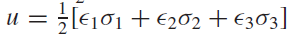 u = ½[ϵ₁σ₁ + ϵ₂σ₂ + ϵ₃σ₃]